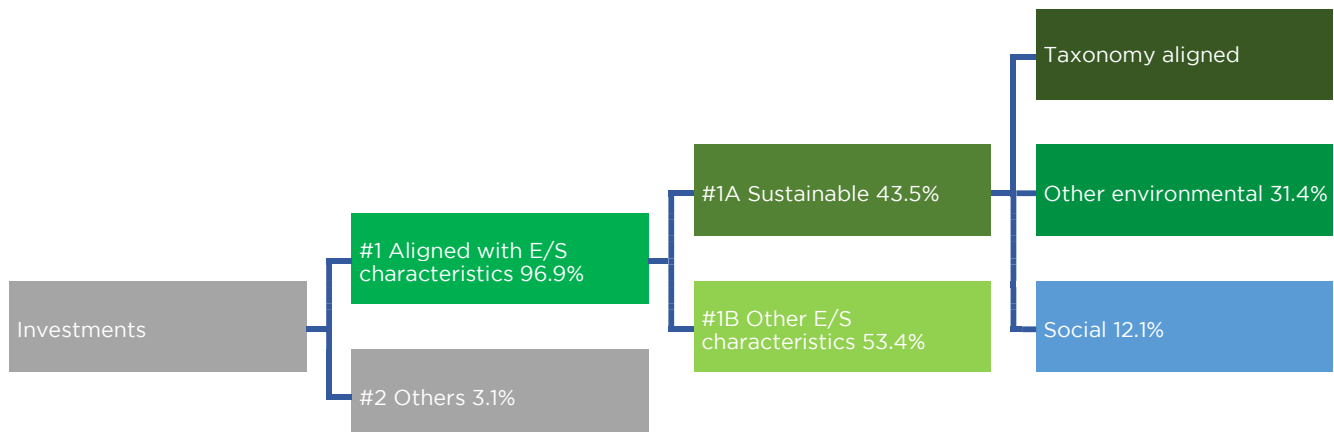 Taxonomy aligned
#1A Sustainable 43.5%
Other environmental 31.4%
#1 Aligned with E/S
characteristics 96.9%
Investments
#1B Other E/S
characteristics 53.4%
Social 12.1%
#2 Others 3.1%